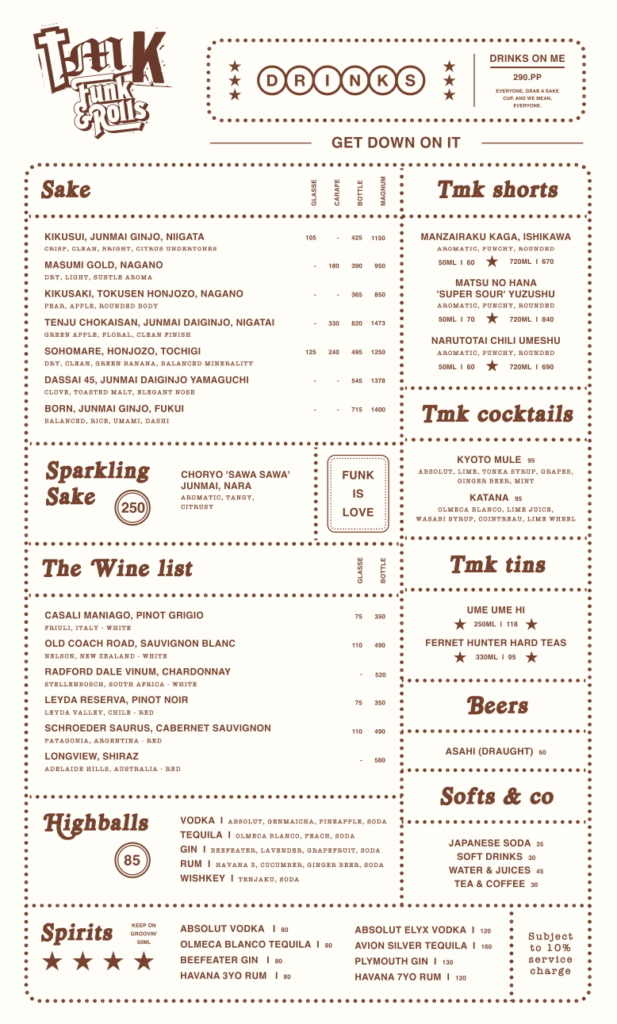 TMK
Funk
& Rolls
DRINKS
DRINKS ON ME
290.PP
EVERYONE, GRAB A SAKE
CUP, AND WE MEAN,
EVERYONE.
GET DOWN ON IT
Sake
GLASSE CARAFE BOTTLE MAGNUM
KIKUSUI, JUNMAI GINJO, NIIGATA 105 - 425 1150
CRISP, CLEAN, BRIGHT, CITRUS UNDERTONES
MASUMI GOLD, NAGANO - 180 390 950
DRY, LIGHT, SUBTLE AROMA
KIKUSAKI, TOKUSEN HONJOZO, NAGANO - - 365 850
PEAR, APPLE, ROUNDED BODY
TENJU CHOKAISAN, JUNMAI DAIGINJO, NIGATAI - 330 820 1473
GREEN APPLE, FLORAL, CLEAN FINISH
SOHOMARE, HONJOZO, TOCHIGI 125 240 495 1250
DRY, CLEAN, GREEN BANANA, BALANCED MINERALITY
DASSAI 45, JUNMAI DAIGINJO YAMAGUCHI - - 545 1378
CLOVE, TOASTED MALT, ELEGANT NOSE
BORN, JUNMAI GINJO, FUKUI - - 715 1400
BALANCED, RICE, UMAMI, DASHI
Sparkling
Sake
250
CHORYO 'SAWA SAWA'
JUNMAI, NARA
AROMATIC, TANGY,
CITRUSY
FUNK
IS
LOVE
The Wine list
GLASSE BOTTLE
CASALI MANIAGO, PINOT GRIGIO 75 350
FRIULI, ITALY - WHITE
OLD COACH ROAD, SAUVIGNON BLANC 110 490
NELSON, NEW ZEALAND - WHITE
RADFORD DALE VINUM, CHARDONNAY - 520
STELLENBOSCH, SOUTH AFRICA - WHITE
LEYDA RESERVA, PINOT NOIR 75 350
LEYDA VALLEY, CHILE - RED
SCHROEDER SAURUS, CABERNET SAUVIGNON 110 490
PATAGONIA, ARGENTINA - RED
LONGVIEW, SHIRAZ - 580
ADELAIDE HILLS, AUSTRALIA - RED
Highballs
85
VODKA | ABSOLUT, GENMAICHA, PINEAPPLE, SODA
TEQUILA | OLMECA BLANCO, PEACH, SODA
GIN | BEEFEATER, LAVENDER, GRAPEFRUIT, SODA
RUM | HAVANA 3, CUCUMBER, GINGER BEER, SODA
WISHKEY | TENJAKU, SODA
Tmk shorts
MANZAIRAKU KAGA, ISHIKAWA
AROMATIC, PUNCHY, ROUNDED
50ML | 60 ★ 720ML | 670
MATSU NO HANA
'SUPER SOUR' YUZUSHU
AROMATIC, PUNCHY, ROUNDED
50ML | 70 ★ 720ML | 840
NARUTOTAI CHILI UMESHU
AROMATIC, PUNCHY, ROUNDED
50ML | 60 ★ 720ML | 690
Tmk cocktails
KYOTO MULE 95
ABSOLUT, LIME, TONKA SYRUP, GRAPES,
GINGER BEER, MINT
KATANA 95
OLMECA BLANCO, LIME JUICE,
WASABI SYRUP, COINTREAU, LIME WHEEL
Tmk tins
UME UME HI
★ 250ML | 118 ★
FERNET HUNTER HARD TEAS
★ 330ML | 95 ★
Beers
ASAHI (DRAUGHT) 60
Softs & co
JAPANESE SODA 35
SOFT DRINKS 30
WATER & JUICES 45
TEA & COFFEE 30
Spirits
KEEP ON
GROOVIN'
50ML
ABSOLUT VODKA | 80
OLMECA BLANCO TEQUILA | 80
BEEFEATER GIN | 80
HAVANA 3YO RUM | 80
ABSOLUT ELYX VODKA | 120
AVION SILVER TEQUILA | 160
PLYMOUTH GIN | 130
HAVANA 7YO RUM | 120
Subject
to 10%
service
charge